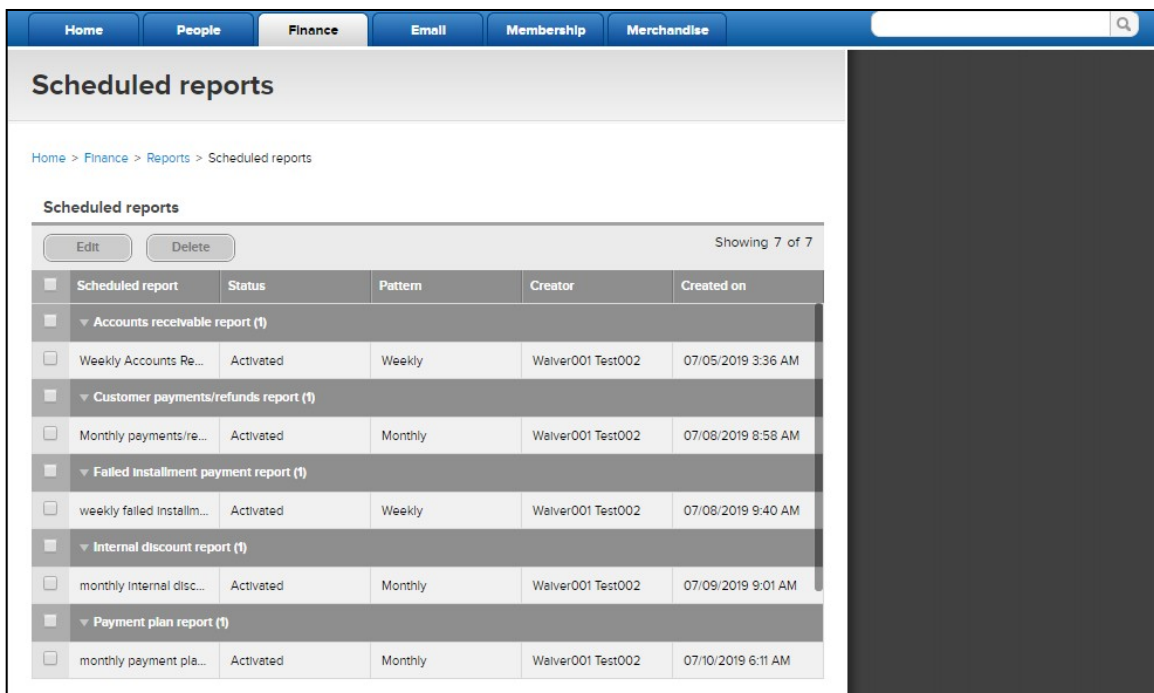 Home People Finance Email Membership Merchandise
Scheduled reports
Home > Finance > Reports > Scheduled reports
Scheduled reports
Edit Delete Showing 7 of 7
Scheduled report Status Pattern Creator Created on
Accounts receivable report (1)
Weekly Accounts Re... Activated Weekly Waiver001 Test002 07/05/2019 3:36 AM
Customer payments/refunds report (1)
Monthly payments/re... Activated Monthly Waiver001 Test002 07/08/2019 8:58 AM
Failed installment payment report (1)
weekly failed installm... Activated Weekly Waiver001 Test002 07/08/2019 9:40 AM
Internal discount report (1)
monthly internal disc... Activated Monthly Waiver001 Test002 07/09/2019 9:01 AM
Payment plan report (1)
monthly payment pla... Activated Monthly Waiver001 Test002 07/10/2019 6:11 AM